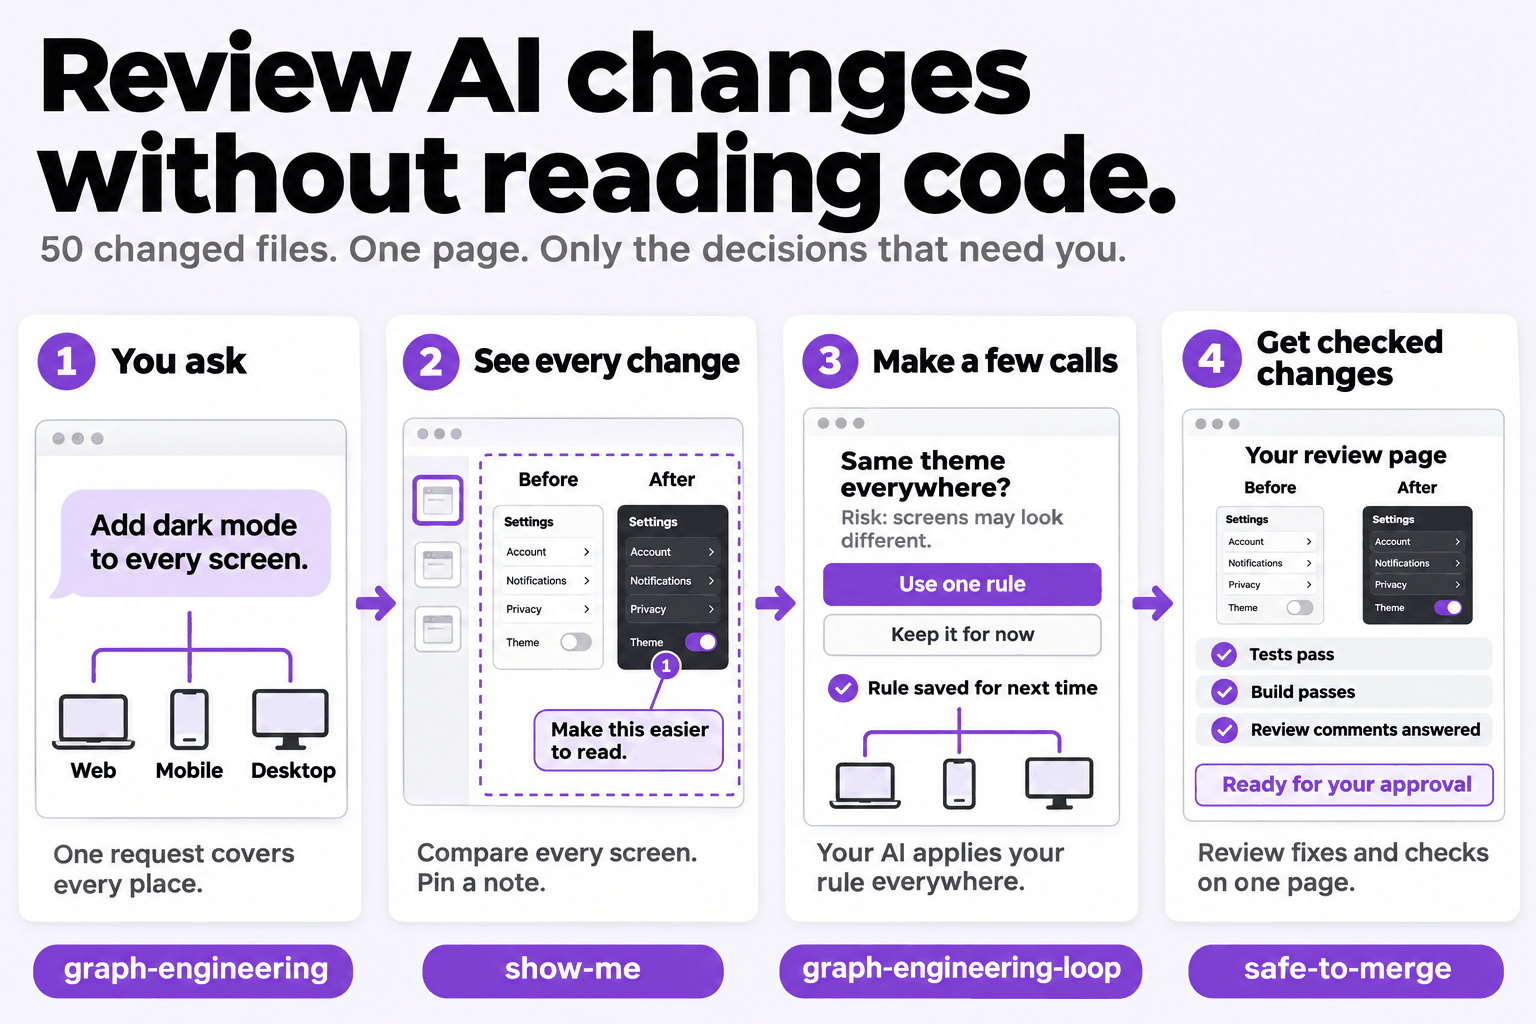 Review AI changes
without reading code.
50 changed files. One page. Only the decisions that need you.
1 You ask
Add dark mode
to every screen.
Web Mobile Desktop
One request covers
every place.
graph-engineering
2 See every change
Before After
Settings Settings
Account > Account >
Notifications > Notifications >
Privacy > Privacy >
Theme Theme
1
Make this easier
to read.
Compare every screen.
Pin a note.
show-me
3 Make a few calls
Same theme
everywhere?
Risk: screens may look
different.
Use one rule
Keep it for now
Rule saved for next time
Your AI applies your
rule everywhere.
graph-engineering-loop
4 Get checked
changes
Your review page
Before After
Settings Settings
Account > Account >
Notifications > Notifications >
Privacy > Privacy >
Theme Theme
Tests pass
Build passes
Review comments answered
Ready for your approval
Review fixes and checks
on one page.
safe-to-merge